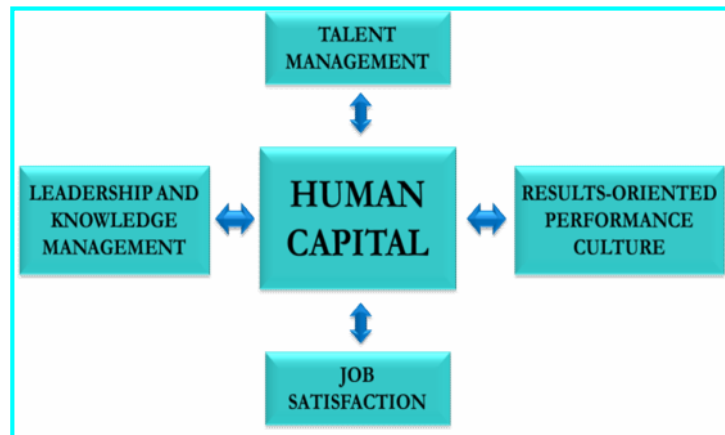 TALENT
MANAGEMENT
LEADERSHIP AND
KNOWLEDGE
MANAGEMENT
HUMAN
CAPITAL
RESULTS-ORIENTED
PERFORMANCE
CULTURE
JOB
SATISFACTION